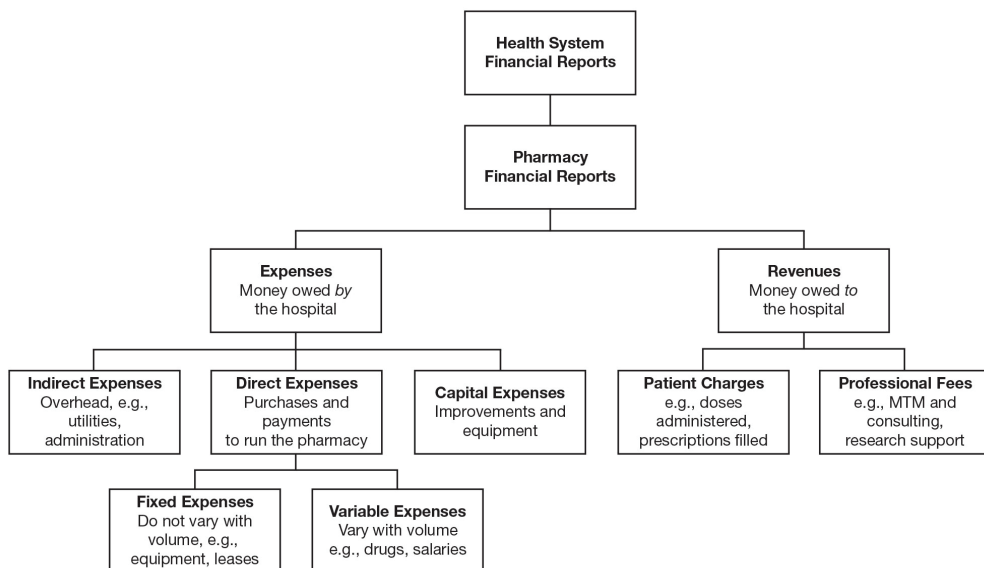 Health System
Financial Reports
Pharmacy
Financial Reports
Expenses
Money owed by
the hospital
Revenues
Money owed to
the hospital
Indirect Expenses
Overhead, e.g.,
utilities,
administration
Direct Expenses
Purchases and
payments
to run the pharmacy
Capital Expenses
Improvements and
equipment
Patient Charges
e.g., doses
administered,
prescriptions filled
Professional Fees
e.g., MTM and
consulting,
research support
Fixed Expenses
Do not vary with
volume, e.g.,
equipment, leases
Variable Expenses
Vary with volume
e.g., drugs, salaries